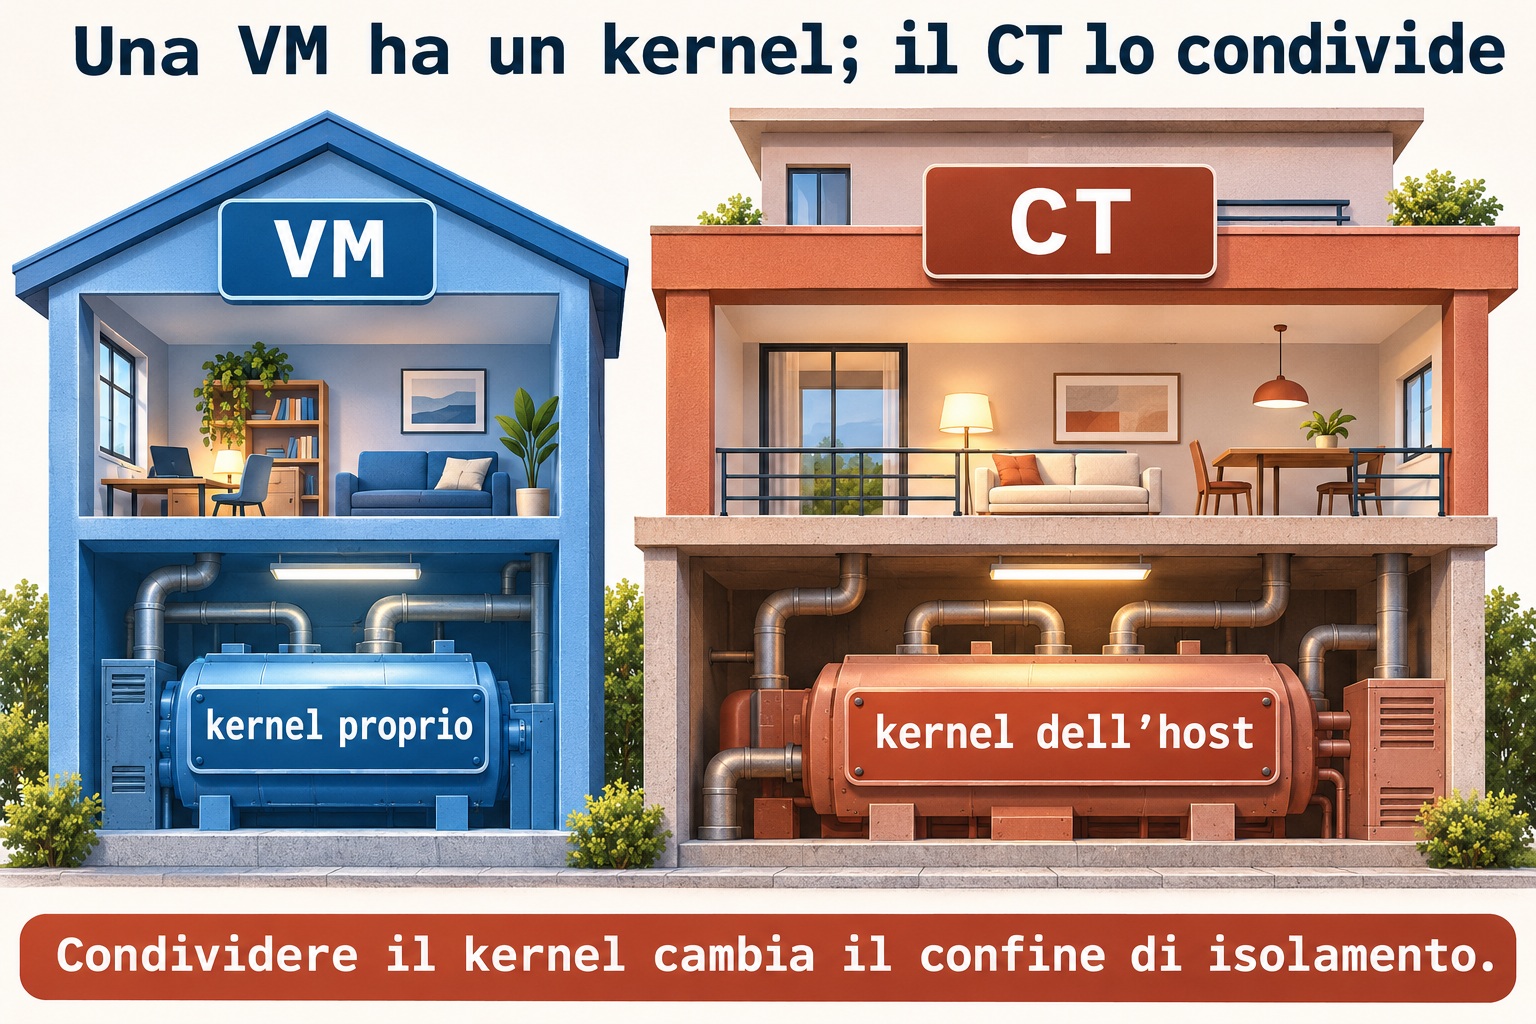 Una VM ha un kernel; il CT lo condivide
VM
CT
kernel proprio
kernel dell’host
Condividere il kernel cambia il confine di isolamento.